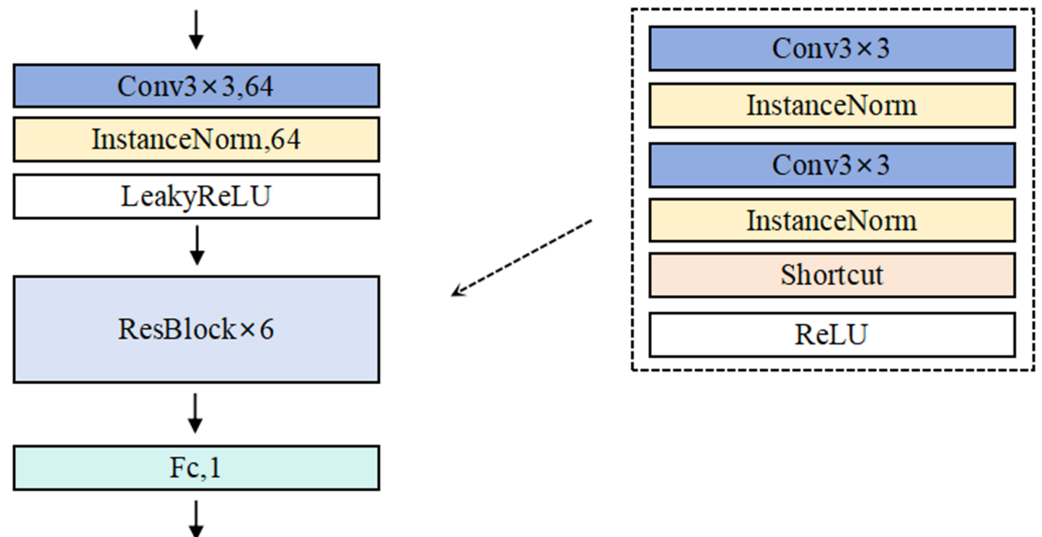 Conv3×3,64
InstanceNorm,64
LeakyReLU
ResBlock×6
Fc,1
Conv3×3
InstanceNorm
Conv3×3
InstanceNorm
Shortcut
ReLU